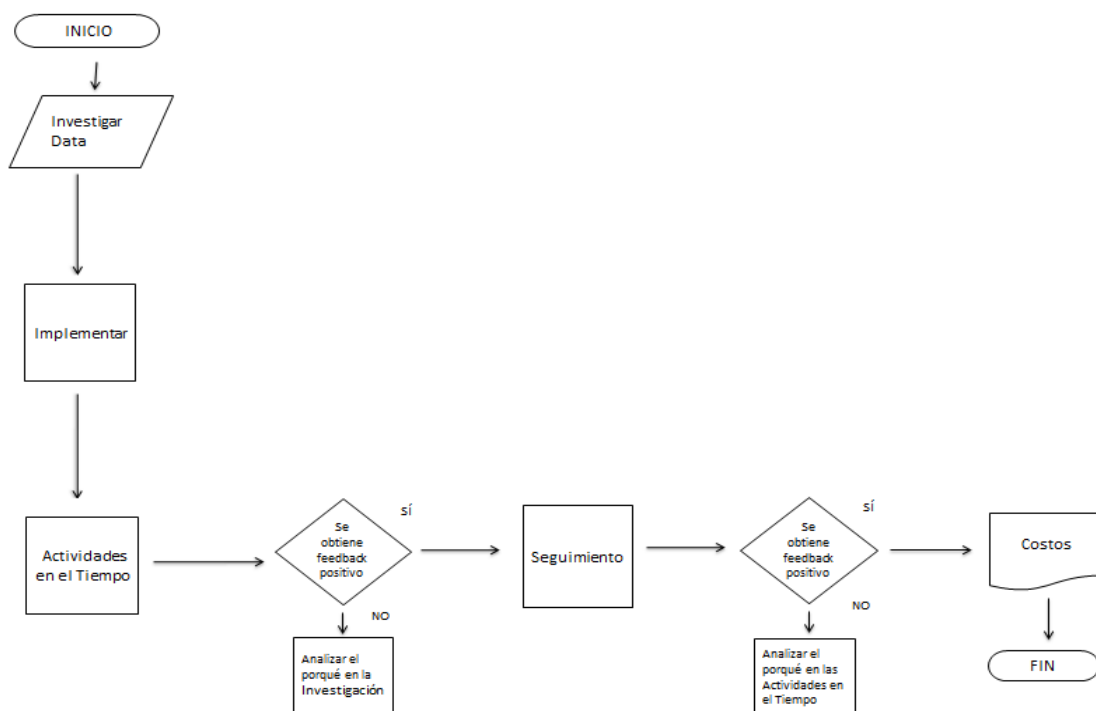 INICIO
Investigar
Data
Implementar
Actividades
en el Tiempo
Se
obtiene
feedback
positivo
SÍ
NO
Analizar el
porqué en la
Investigación
Seguimiento
Se
obtiene
feedback
positivo
SÍ
NO
Analizar el
porqué en las
Actividades en
el Tiempo
Costos
FIN